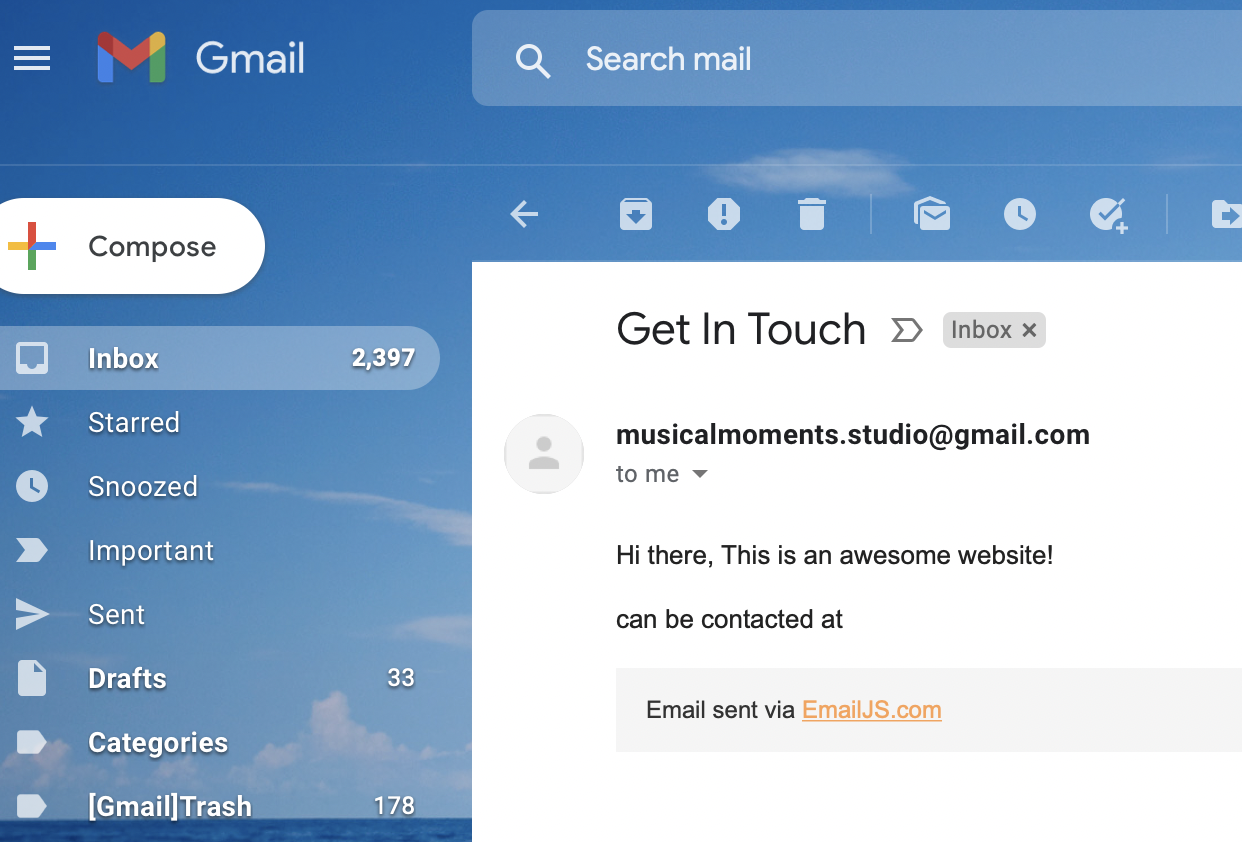 Gmail
Search mail
Compose
Inbox 2,397
Starred
Snoozed
Important
Sent
Drafts 33
Categories
[Gmail]Trash 178
Get In Touch Inbox ×
musicalmoments.studio@gmail.com
to me
Hi there, This is an awesome website!
can be contacted at
Email sent via EmailJS.com